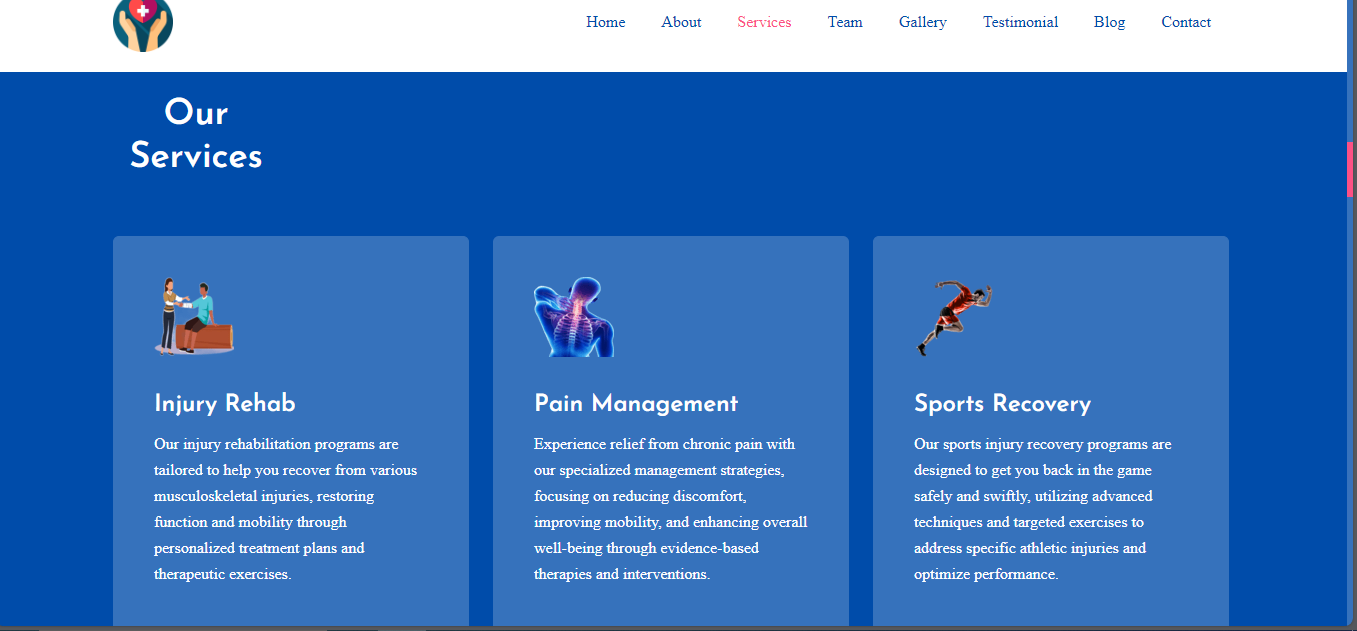 Home About Services Team Gallery Testimonial Blog Contact
Our
Services
Injury Rehab
Our injury rehabilitation programs are
tailored to help you recover from various
musculoskeletal injuries, restoring
function and mobility through
personalized treatment plans and
therapeutic exercises.
Pain Management
Experience relief from chronic pain with
our specialized management strategies,
focusing on reducing discomfort,
improving mobility, and enhancing overall
well-being through evidence-based
therapies and interventions.
Sports Recovery
Our sports injury recovery programs are
designed to get you back in the game
safely and swiftly, utilizing advanced
techniques and targeted exercises to
address specific athletic injuries and
optimize performance.